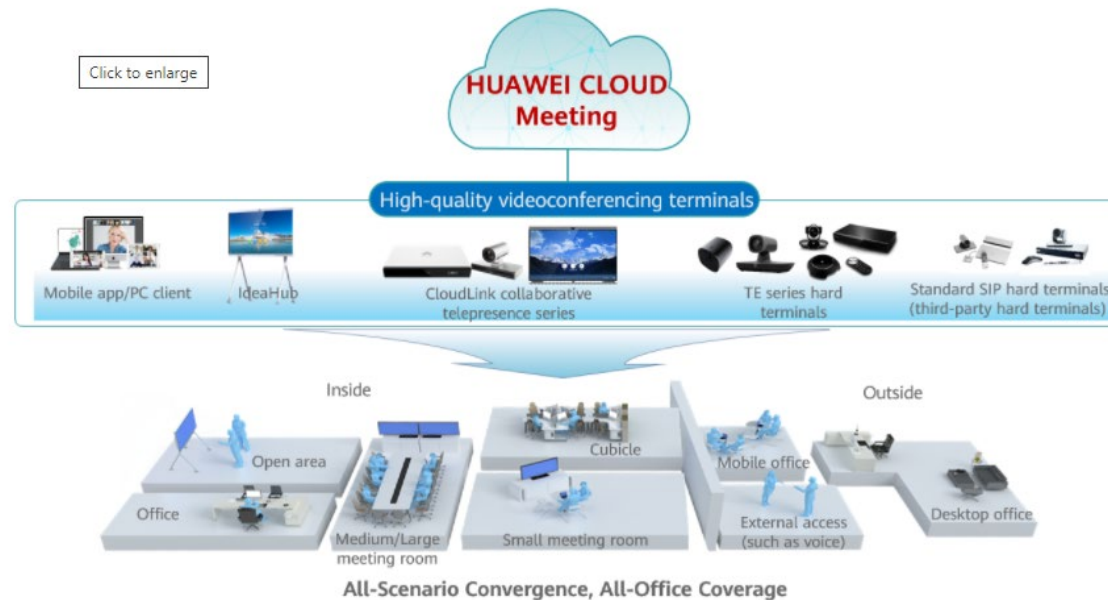 Click to enlarge
HUAWEI CLOUD
Meeting
High-quality videoconferencing terminals
Mobile app/PC client
IdeaHub
CloudLink collaborative
telepresence series
TE series hard
terminals
Standard SIP hard terminals
(third-party hard terminals)
Inside
Outside
Open area
Office
Medium/Large
meeting room
Cubicle
Small meeting room
Mobile office
External access
(such as voice)
Desktop office
All-Scenario Convergence, All-Office Coverage